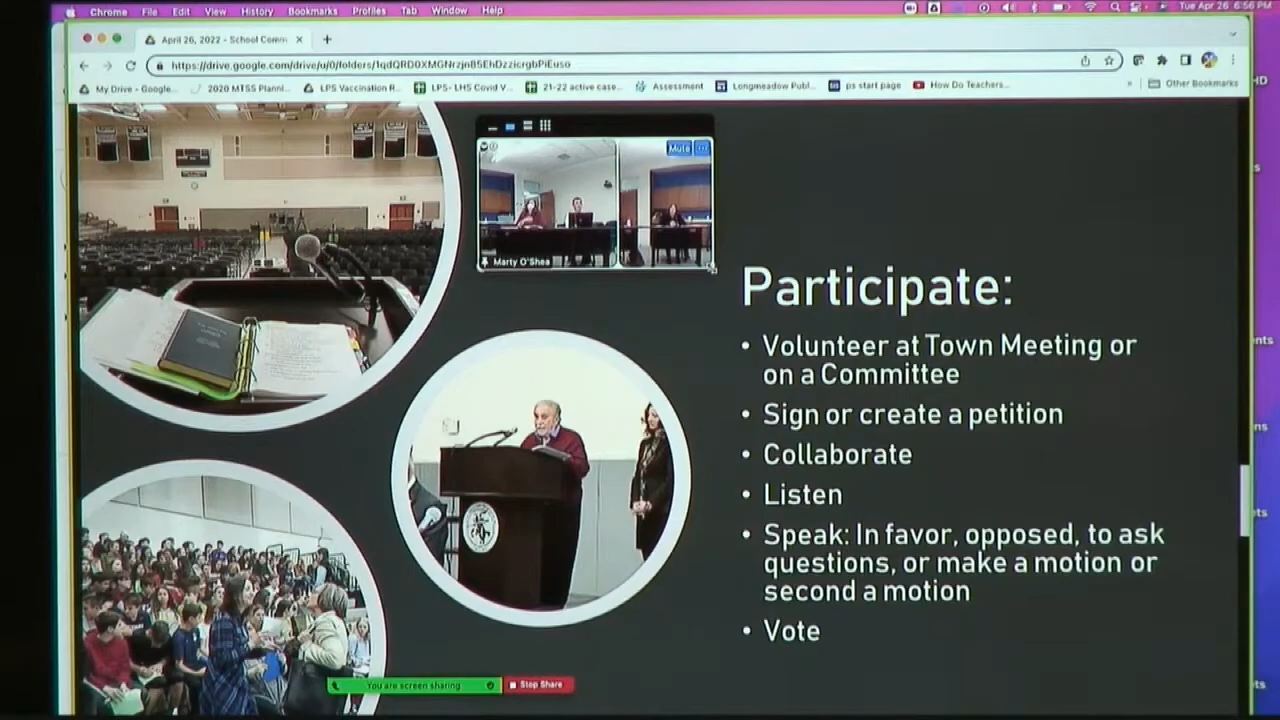 Chrome File Edit View History Bookmarks Profiles Tab Window Help
Tue Apr 26 6:56 PM
April 26, 2022 - School Comm
https://drive.google.com/drive/u/0/folders/
My Drive - Google...
2020 MTSS Planni...
LPS Vaccination R...
LPS- LHS Covid V...
21-22 active case...
Assessment
Longmeadow Publ...
ps start page
How Do Teachers...
Other Bookmarks
Mute
Marty O'Shea
Participate:
• Volunteer at Town Meeting or
on a Committee
• Sign or create a petition
• Collaborate
• Listen
• Speak: In favor, opposed, to ask
questions, or make a motion or
second a motion
• Vote
You are screen sharing
Stop Share